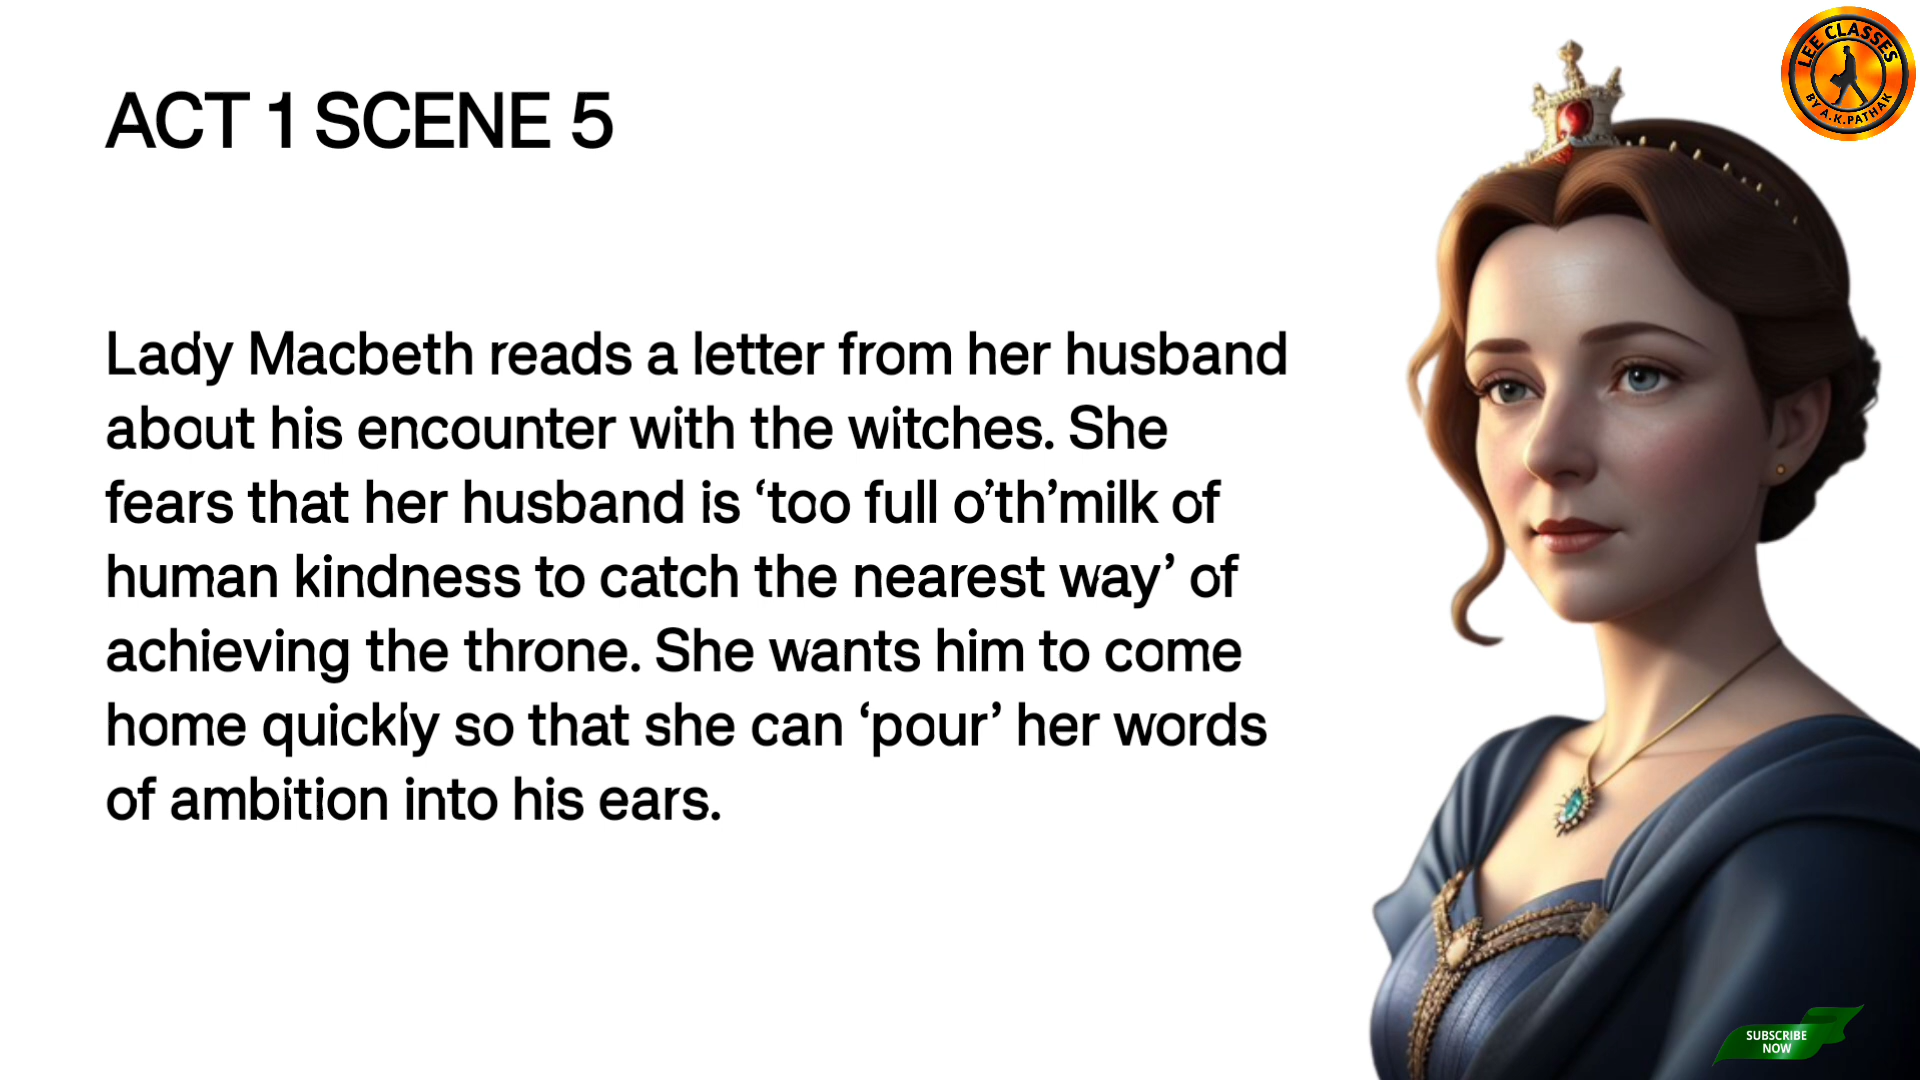 ACT 1 SCENE 5
Lady Macbeth reads a letter from her husband
about his encounter with the witches. She
fears that her husband is ‘too full o’th’milk of
human kindness to catch the nearest way’ of
achieving the throne. She wants him to come
home quickly so that she can ‘pour’ her words
of ambition into his ears.
LEE CLASSES
BY A.K.PATHAK
SUBSCRIBE
NOW